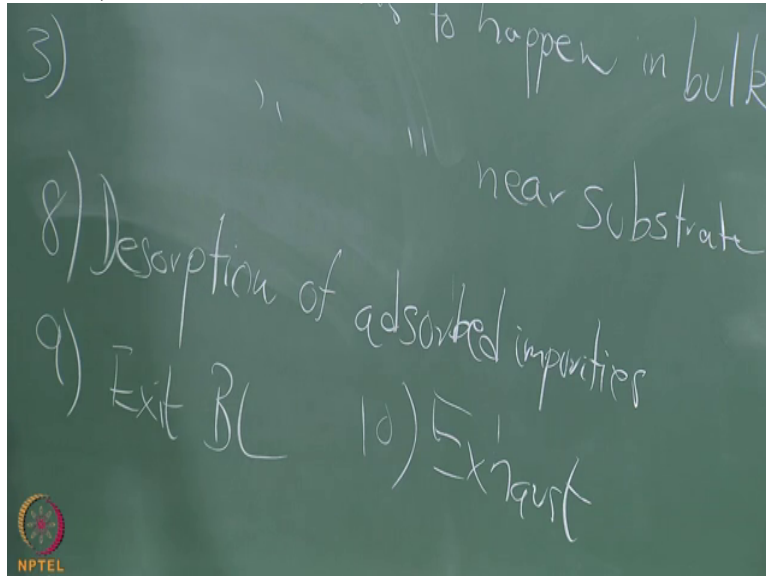 to happen in bulk
3) " " near substrate
8) Desorption of adsorbed impurities
9) Exit BL 10) Exhaust
NPTEL